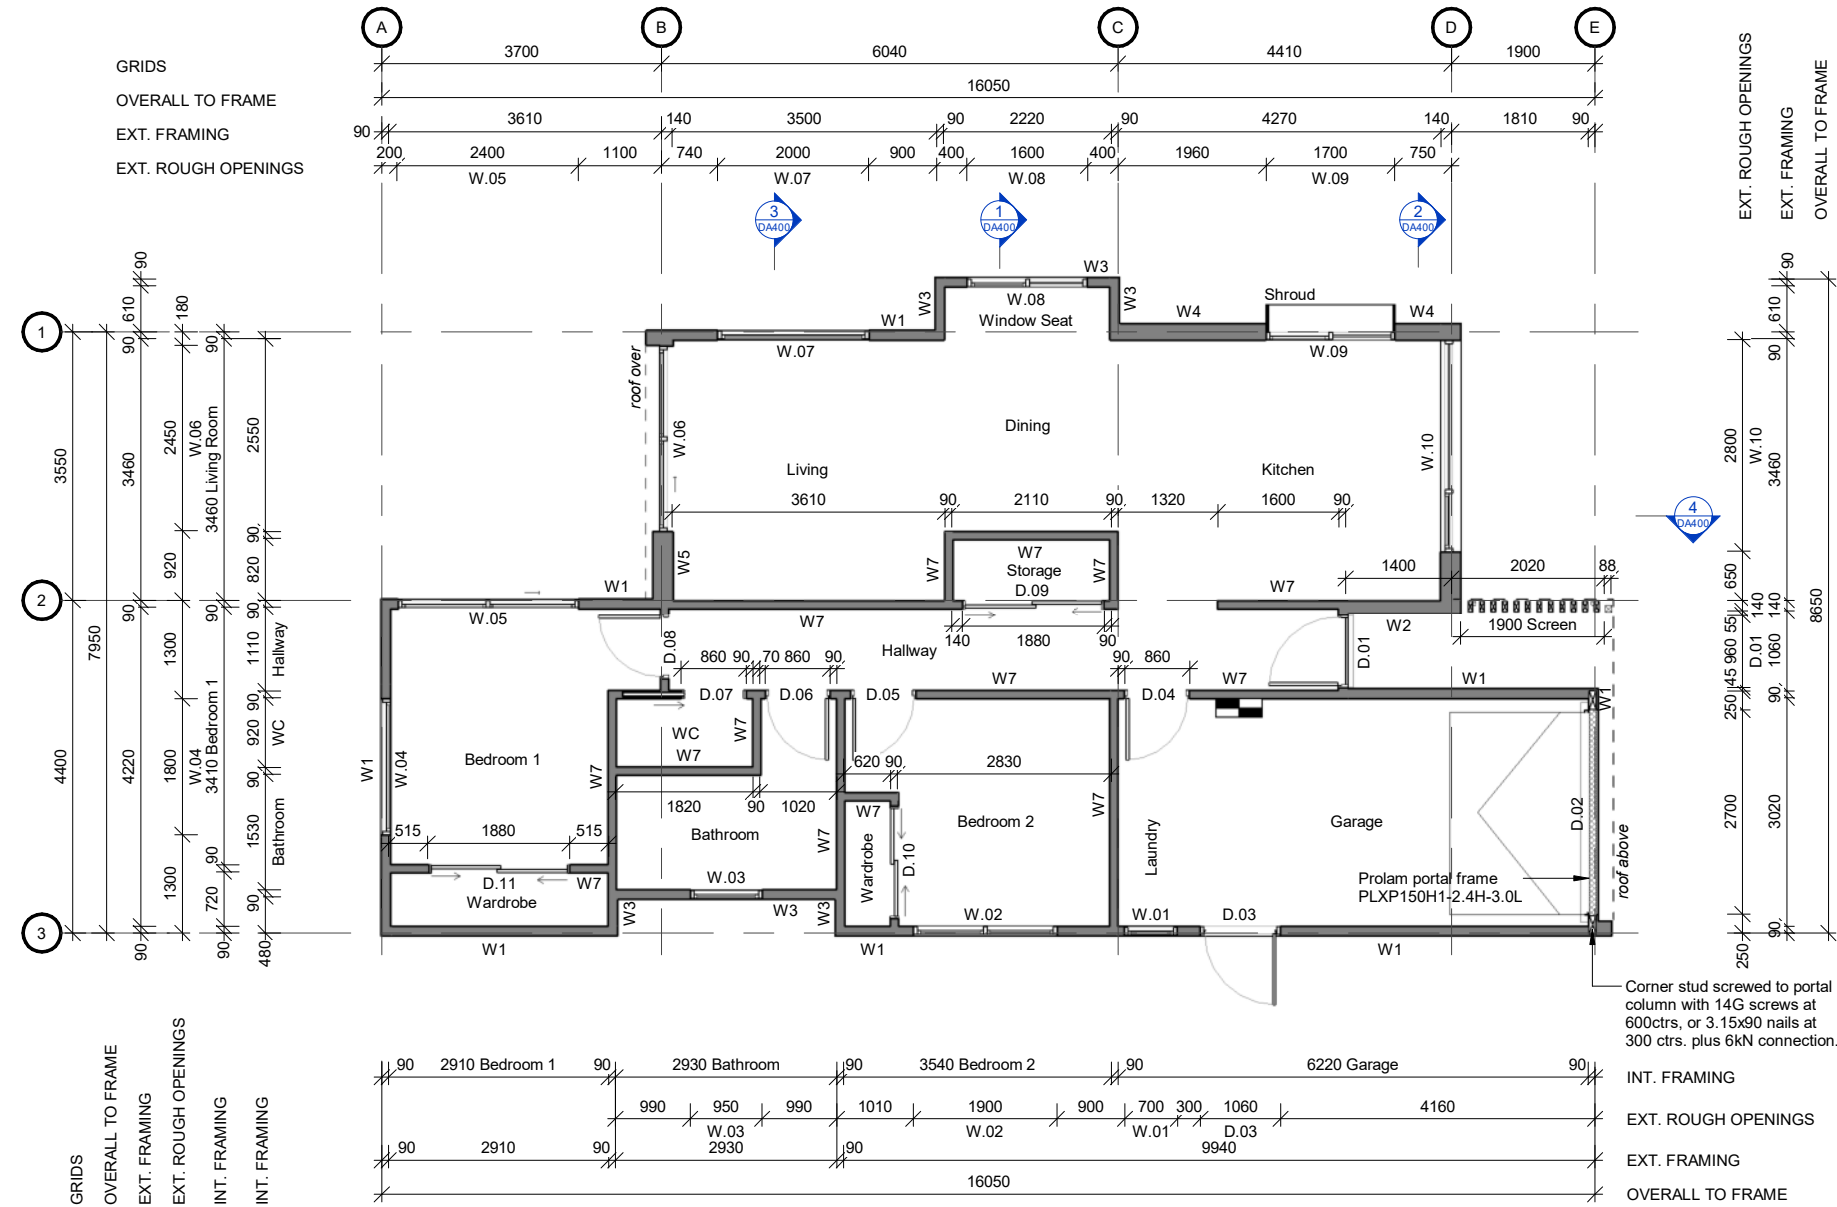 A B C D E
GRIDS 3700 6040 4410 1900
OVERALL TO FRAME 16050
EXT. FRAMING 90 3610 140 3500 90 2220 90 4270 140 1810 90
EXT. ROUGH OPENINGS 200 2400 1100 740 2000 900 400 1600 400 1960 1700 750
W.05 W.07 W.08 W.09
EXT. ROUGH OPENINGS
EXT. FRAMING
OVERALL TO FRAME
3 DA400
1 DA400
2 DA400
4 DA400
1
2
3
3550
4400
7950
90
610
90
3460
90
4220
90
180
2450
W.06
920
1300
1800
W.04
1300
90
3460 Living Room
90
3410 Bedroom 1
90
720
90
2550
90
820
90
1110
Hallway
90
920
WC
90
1530
Bathroom
90
480
W3
W.08
Window Seat
W3
W3
Shroud
W1
W.07
W4
W4
W.09
roof over
W.06
Dining
Living
Kitchen
W.10
3610 90 2110 90 1320 1600 90
W5
W7
W7
Storage
D.09
W7
W7
1400 2020 88
W1
W.05
W7
140 1880 90
W2
1900 Screen
D.08
Hallway
D.01
860 90 70 860 90
90 860
D.07 D.06 D.05
W7
D.04
W7
W1
W1
WC
W7
W7
Bedroom 1
W1
W.04
W7
620 90 2830
1820 90 1020
W7
W7
W7
Bathroom
Bedroom 2
Wardrobe
D.10
Laundry
Garage
D.02
roof above
515 1880 515
D.11
W7
Wardrobe
W.03
W3
W3
W3
Prolam portal frame
PLXP150H1-2.4H-3.0L
W.02
W.01
D.03
W1
W1
W1
2800
W.10
650
140
55
960
D.01
45
250
2700
250
90
610
90
3460
140
1060
90
3020
90
8650
Corner stud screwed to portal
column with 14G screws at
600ctrs, or 3.15x90 nails at
300 ctrs. plus 6kN connection.
GRIDS
OVERALL TO FRAME
EXT. FRAMING
EXT. ROUGH OPENINGS
INT. FRAMING
INT. FRAMING
90 2910 Bedroom 1 90 2930 Bathroom 90 3540 Bedroom 2 90 6220 Garage 90 INT. FRAMING
990 950 990 1010 1900 900 700 300 1060 4160 EXT. ROUGH OPENINGS
W.03 W.02 W.01 D.03
90 2910 90 2930 90 9940 EXT. FRAMING
16050 OVERALL TO FRAME